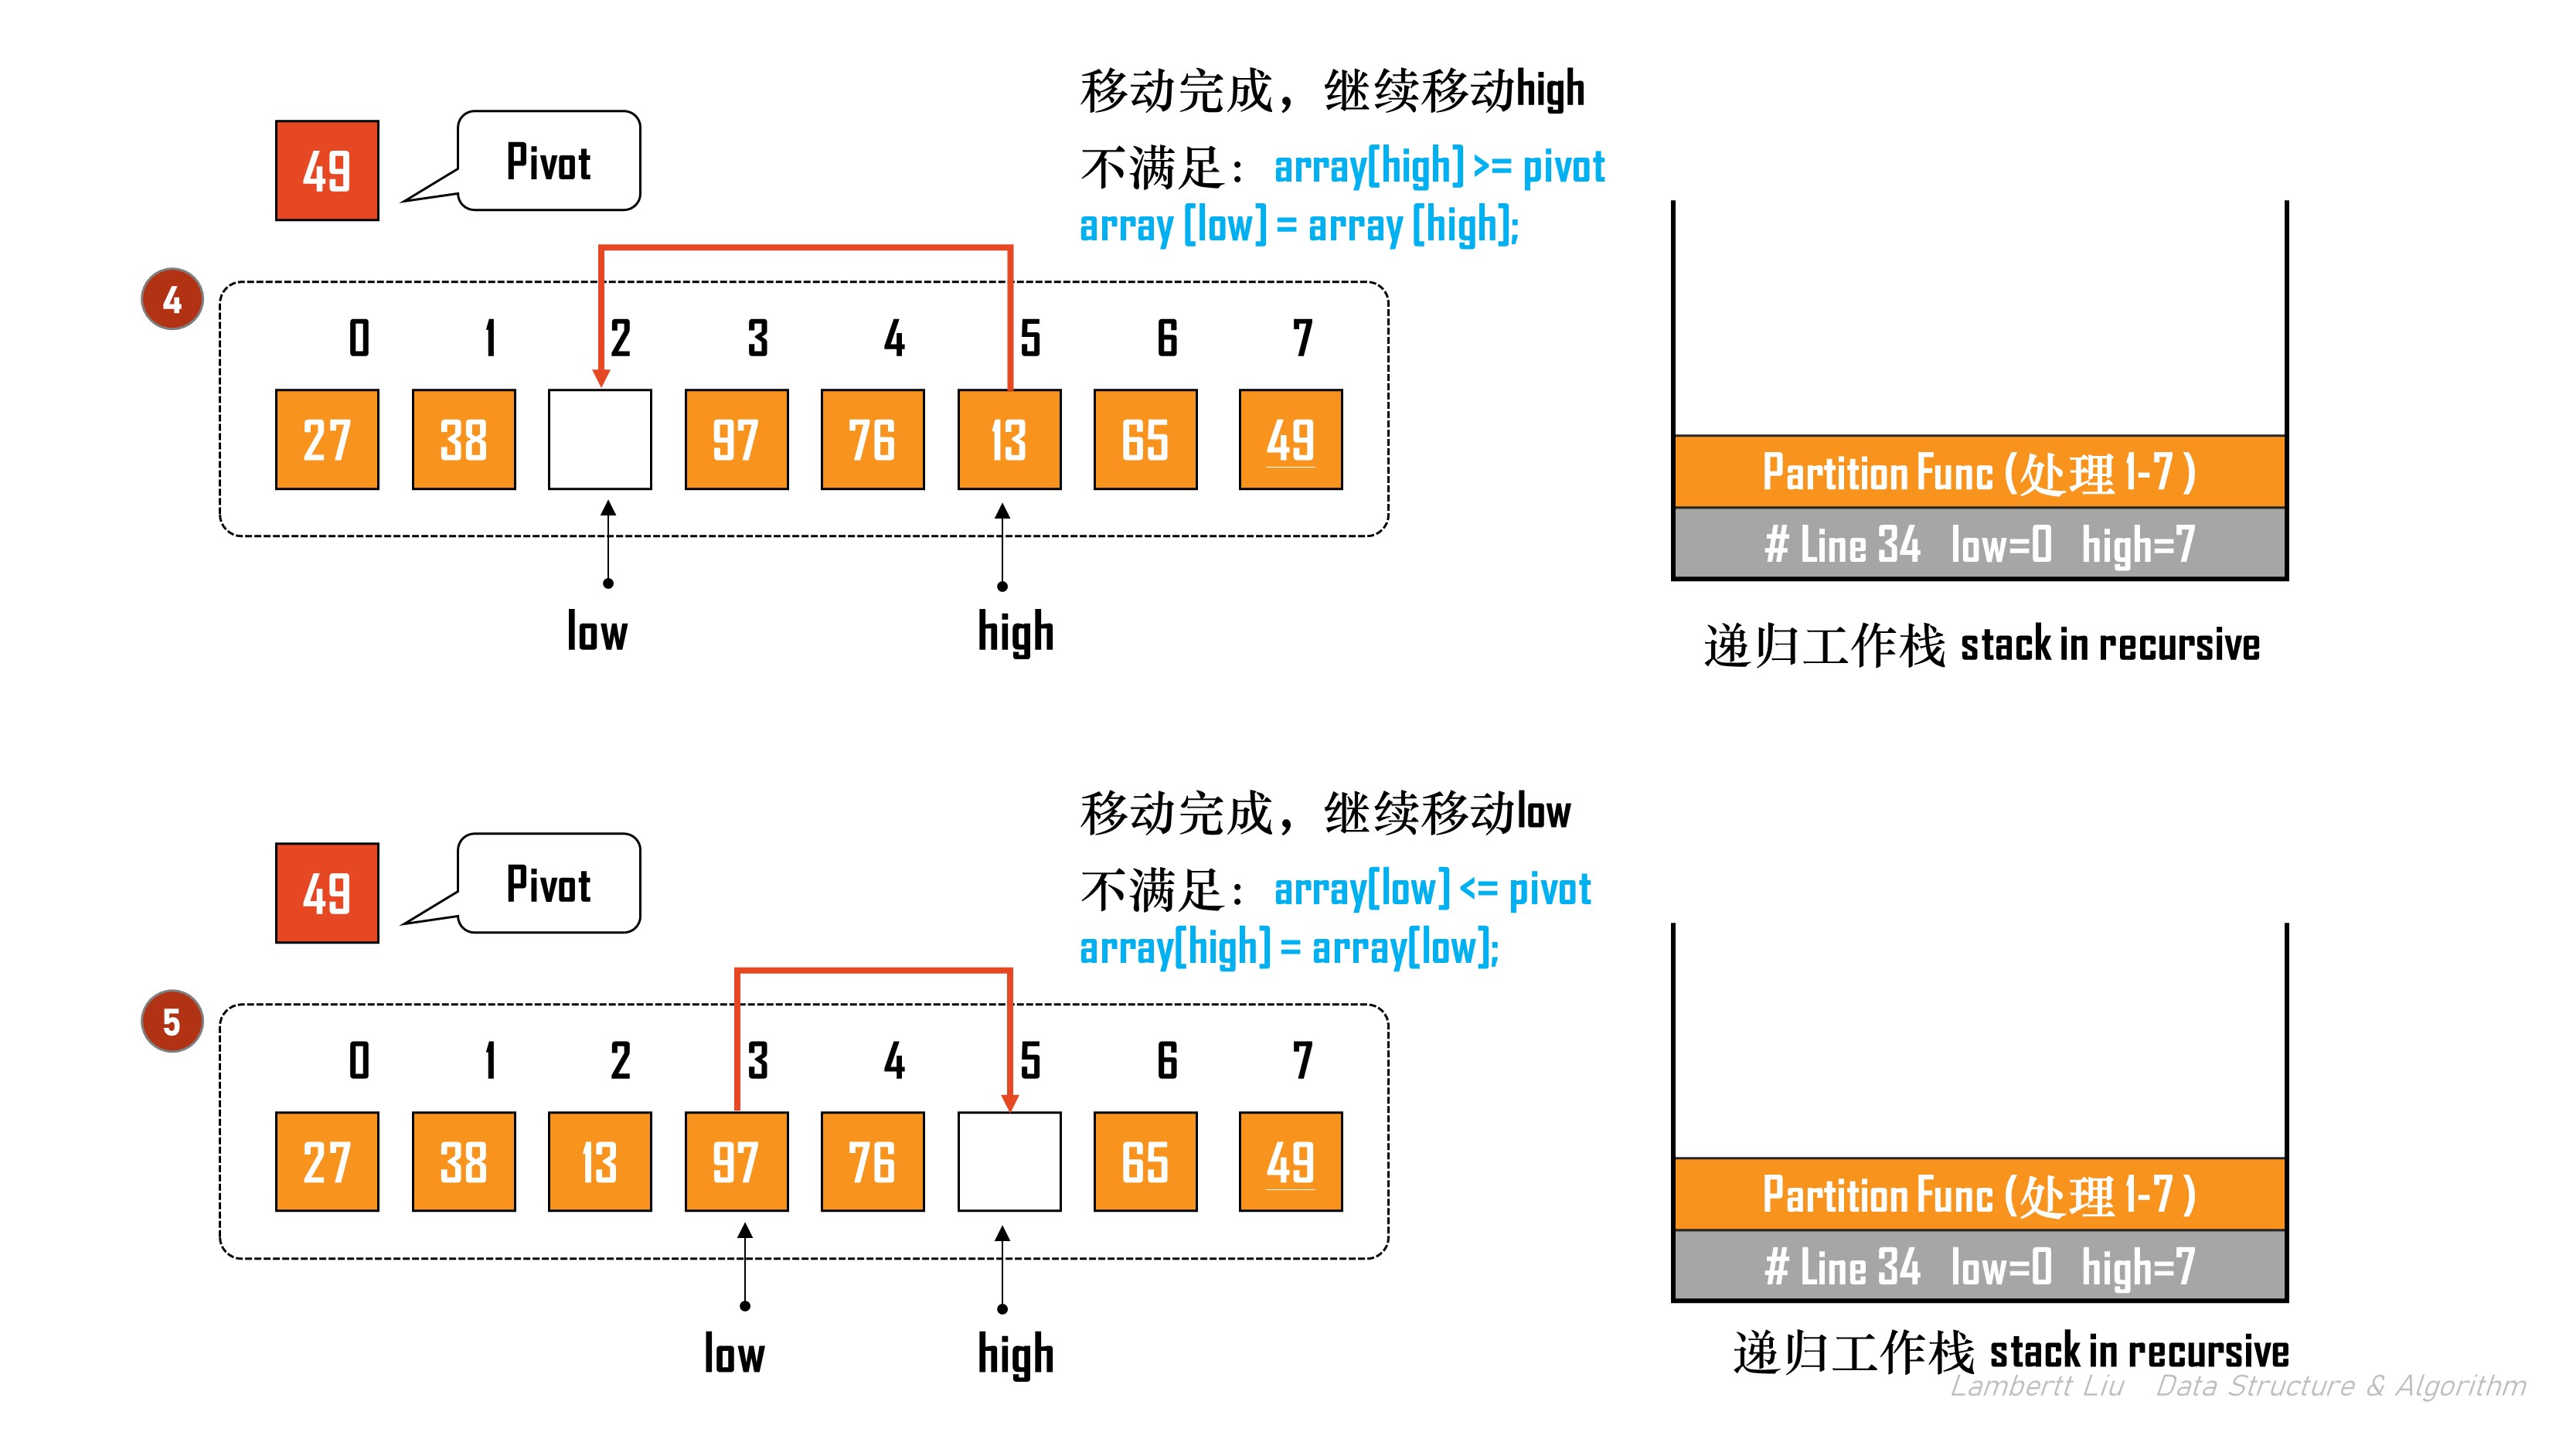 移动完成，继续移动high
49
Pivot
不满足：array[high] >= pivot
array [low] = array [high];
4
0 1 2 3 4 5 6 7
27 38 97 76 13 65 49
low high
Partition Func (处理 1-7 )
# Line 34 low=0 high=7
递归工作栈 stack in recursive
移动完成，继续移动low
49
Pivot
不满足：array[low] <= pivot
array[high] = array[low];
5
0 1 2 3 4 5 6 7
27 38 13 97 76 65 49
low high
Partition Func (处理 1-7 )
# Line 34 low=0 high=7
递归工作栈 stack in recursive
Lambertt Liu Data Structure & Algorithm